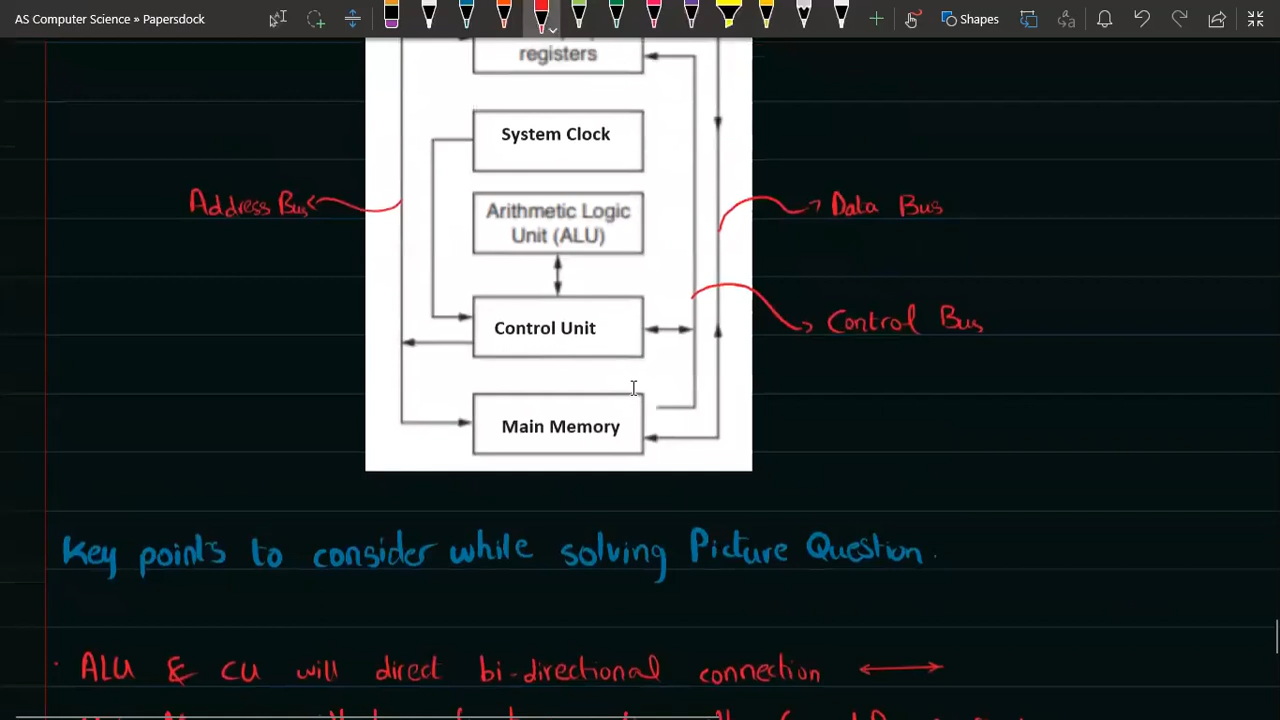 AS Computer Science » Papersdock
Shapes
registers
System Clock
Address Bus
Arithmetic Logic
Unit (ALU)
Data Bus
Control Unit
Control Bus
Main Memory
Key points to consider while solving Picture Question.
· ALU & CU will direct bi-directional connection